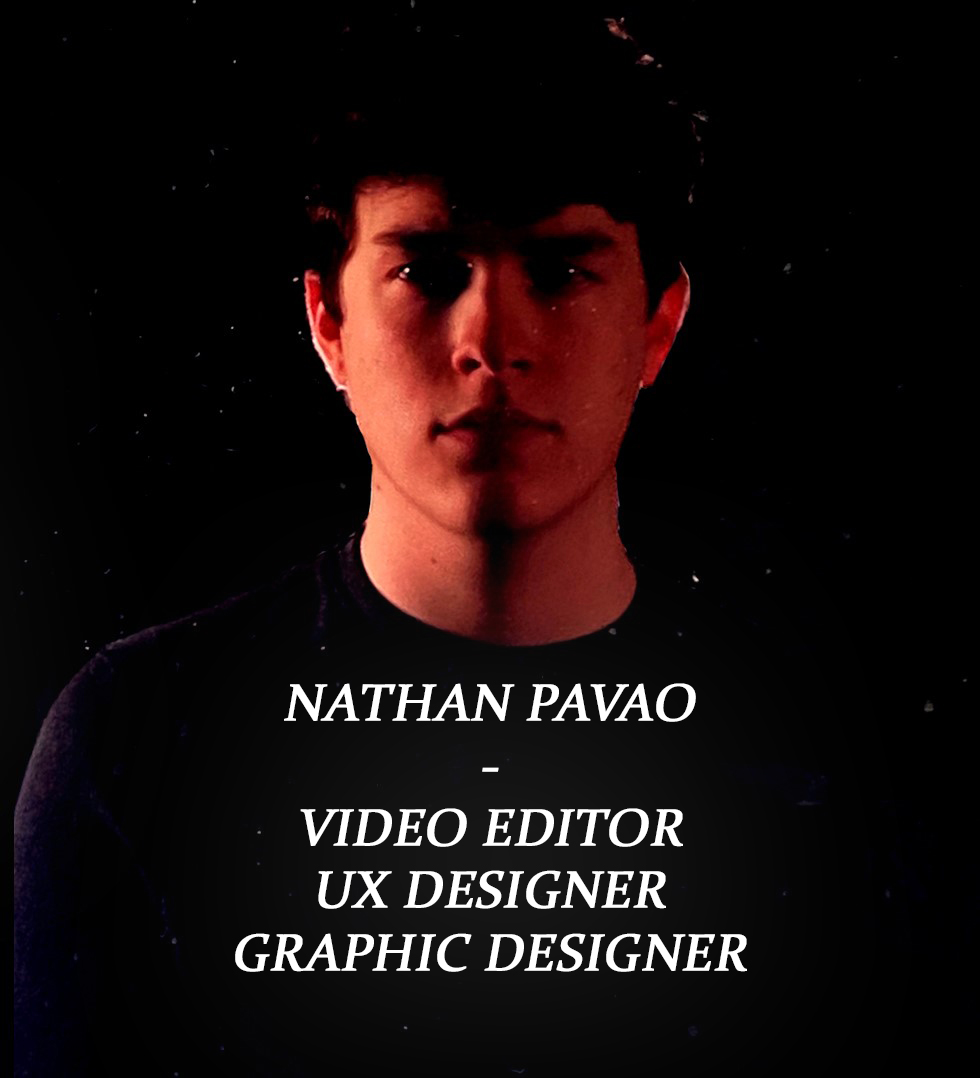 NATHAN PAVAO
-
VIDEO EDITOR
UX DESIGNER
GRAPHIC DESIGNER